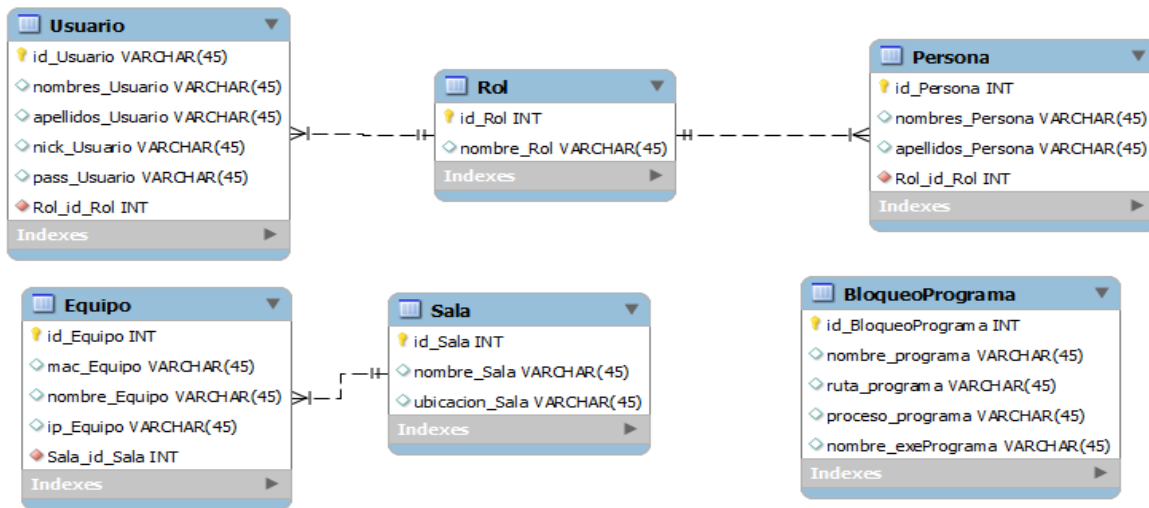 Usuario
id_Usuario VARCHAR(45)
nombres_Usuario VARCHAR(45)
apellidos_Usuario VARCHAR(45)
nick_Usuario VARCHAR(45)
pass_Usuario VARCHAR(45)
Rol_id_Rol INT
Indexes
Rol
id_Rol INT
nombre_Rol VARCHAR(45)
Indexes
Persona
id_Persona INT
nombres_Persona VARCHAR(45)
apellidos_Persona VARCHAR(45)
Rol_id_Rol INT
Indexes
Equipo
id_Equipo INT
mac_Equipo VARCHAR(45)
nombre_Equipo VARCHAR(45)
ip_Equipo VARCHAR(45)
Sala_id_Sala INT
Indexes
Sala
id_Sala INT
nombre_Sala VARCHAR(45)
ubicacion_Sala VARCHAR(45)
Indexes
BloqueoPrograma
id_BloqueoPrograma INT
nombre_programa VARCHAR(45)
ruta_programa VARCHAR(45)
proceso_programa VARCHAR(45)
nombre_exePrograma VARCHAR(45)
Indexes